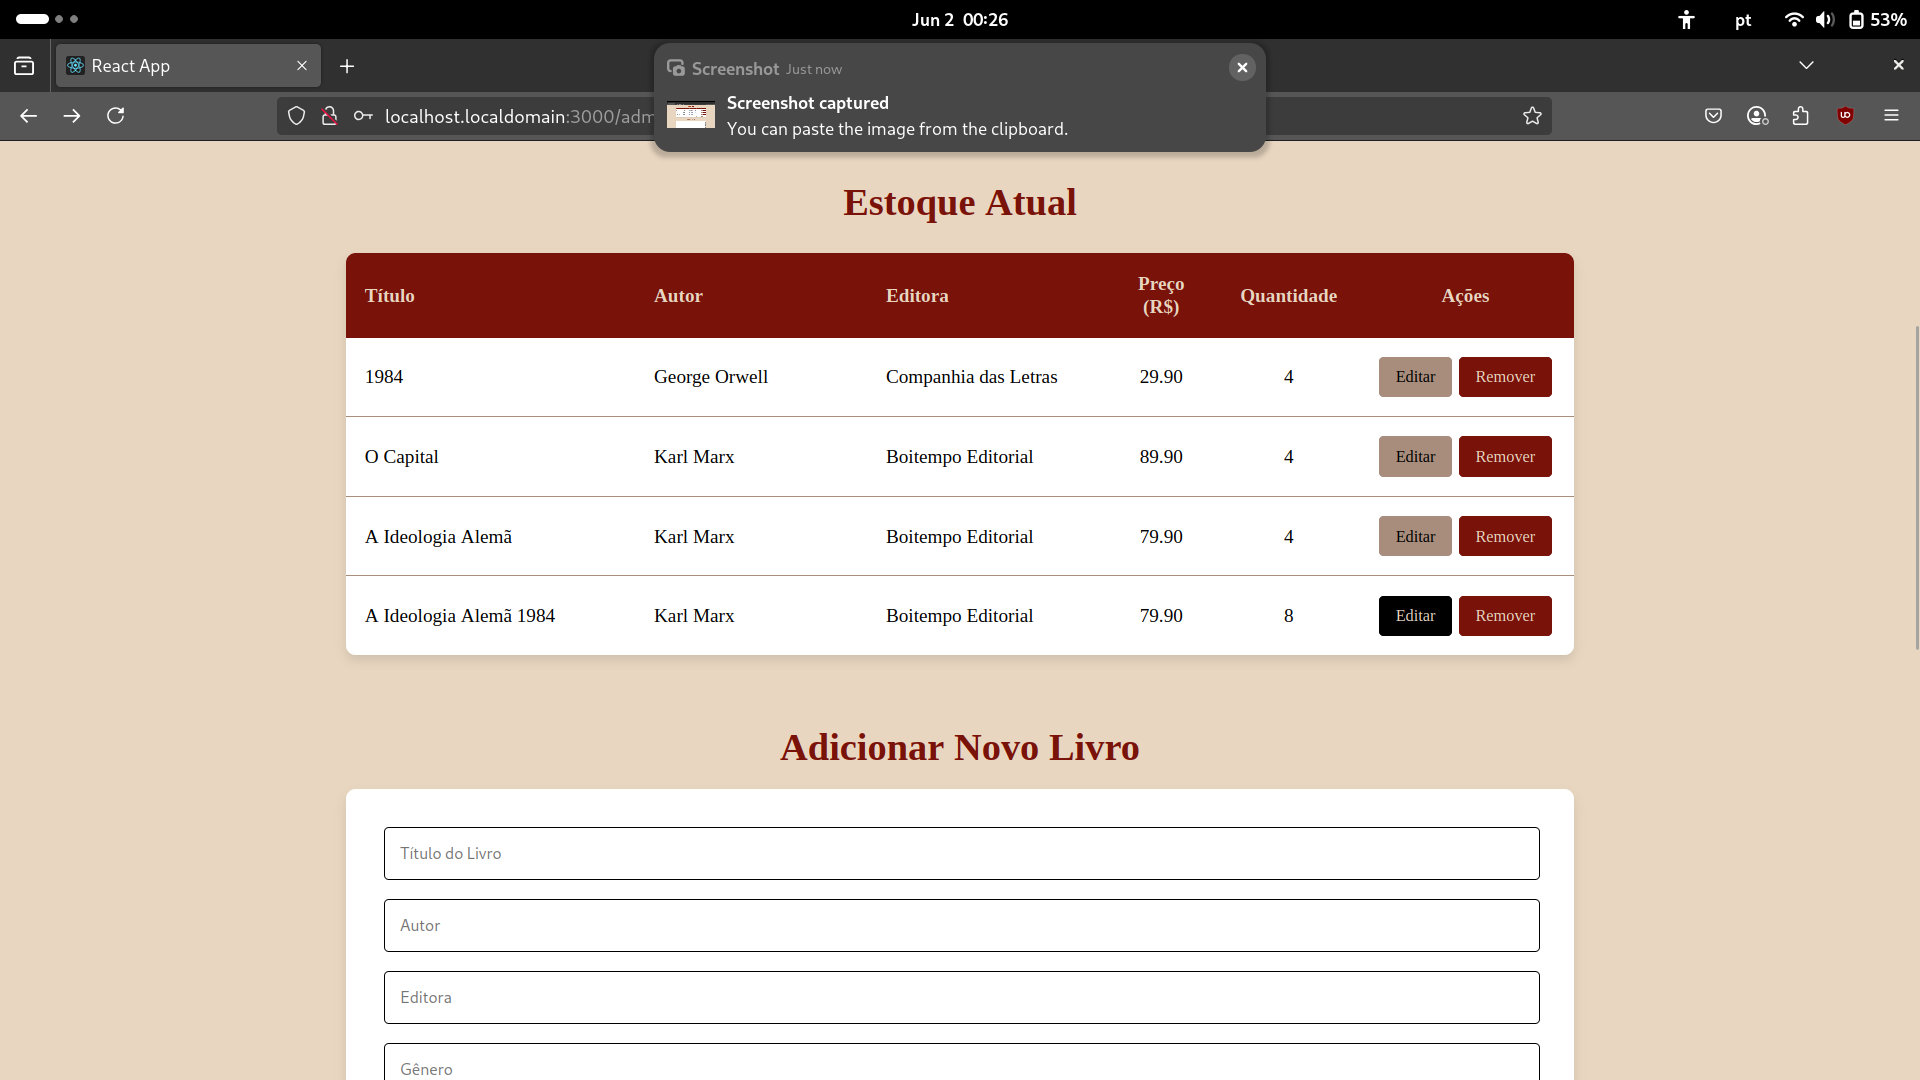 Jun 2 00:26
pt
53%
React App
localhost.localdomain:3000/adm
Screenshot Just now
Screenshot captured
You can paste the image from the clipboard.
Estoque Atual
Título Autor Editora Preço (R$) Quantidade Ações
1984 George Orwell Companhia das Letras 29.90 4 Editar Remover
O Capital Karl Marx Boitempo Editorial 89.90 4 Editar Remover
A Ideologia Alemã Karl Marx Boitempo Editorial 79.90 4 Editar Remover
A Ideologia Alemã 1984 Karl Marx Boitempo Editorial 79.90 8 Editar Remover
Adicionar Novo Livro
Título do Livro
Autor
Editora
Gênero